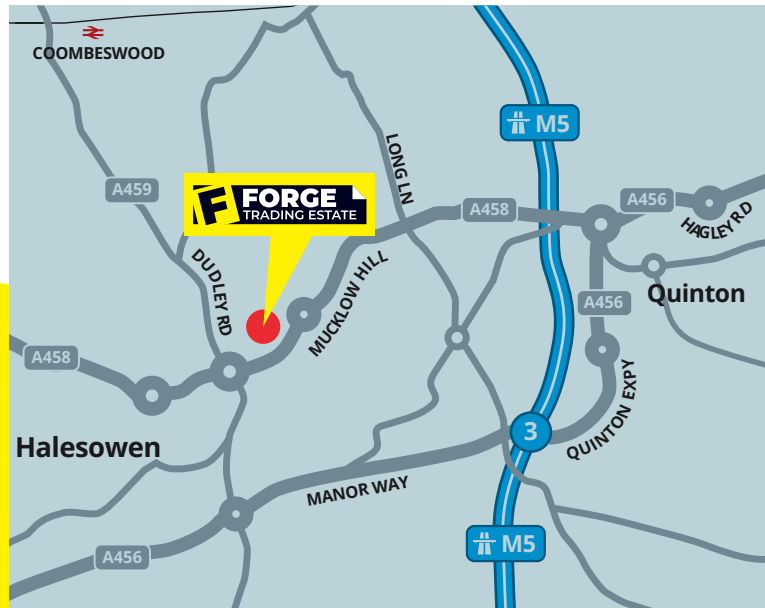 COOMBESWOOD
M5
LONG LN
A459
F FORGE
TRADING ESTATE
A458
A456
HAGLEY RD
DUDLEY RD
MUCKLOW HILL
Quinton
A456
A458
QUINTON EXPY
3
Halesowen
MANOR WAY
M5
A456